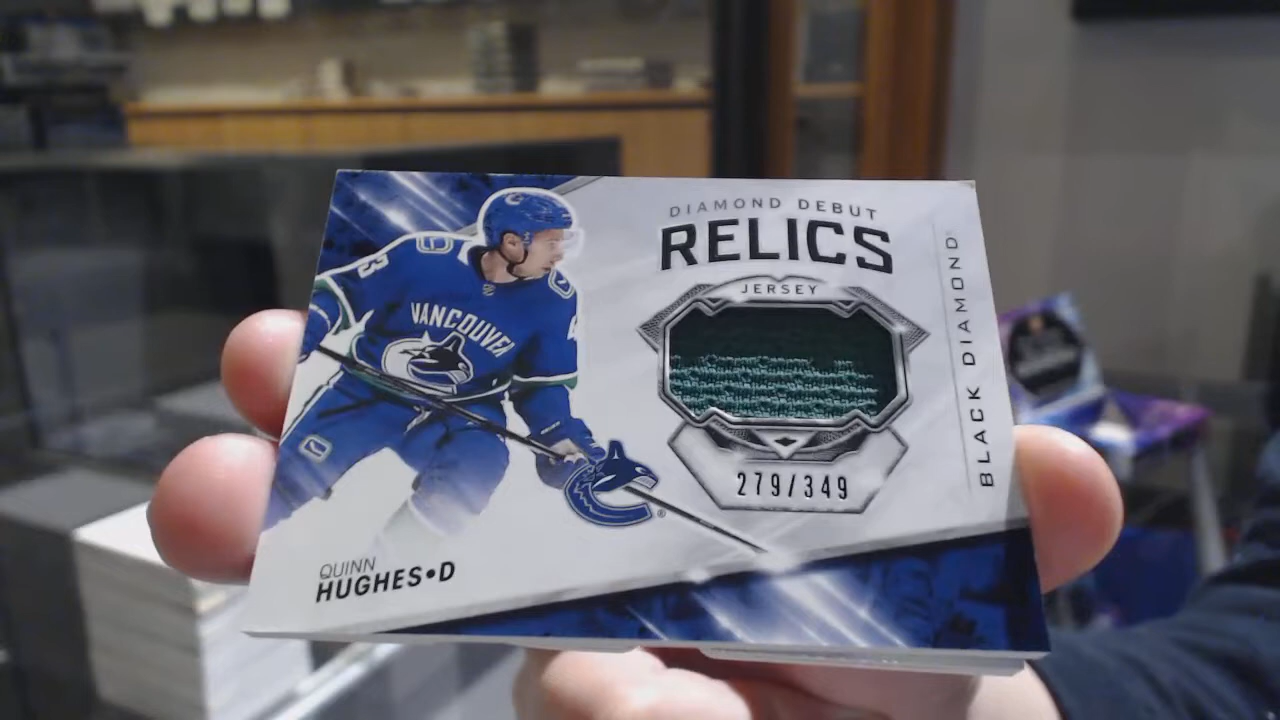 DIAMOND DEBUT
RELICS
JERSEY
279/349
BLACK DIAMOND
VANCOUVER
QUINN
HUGHES•D